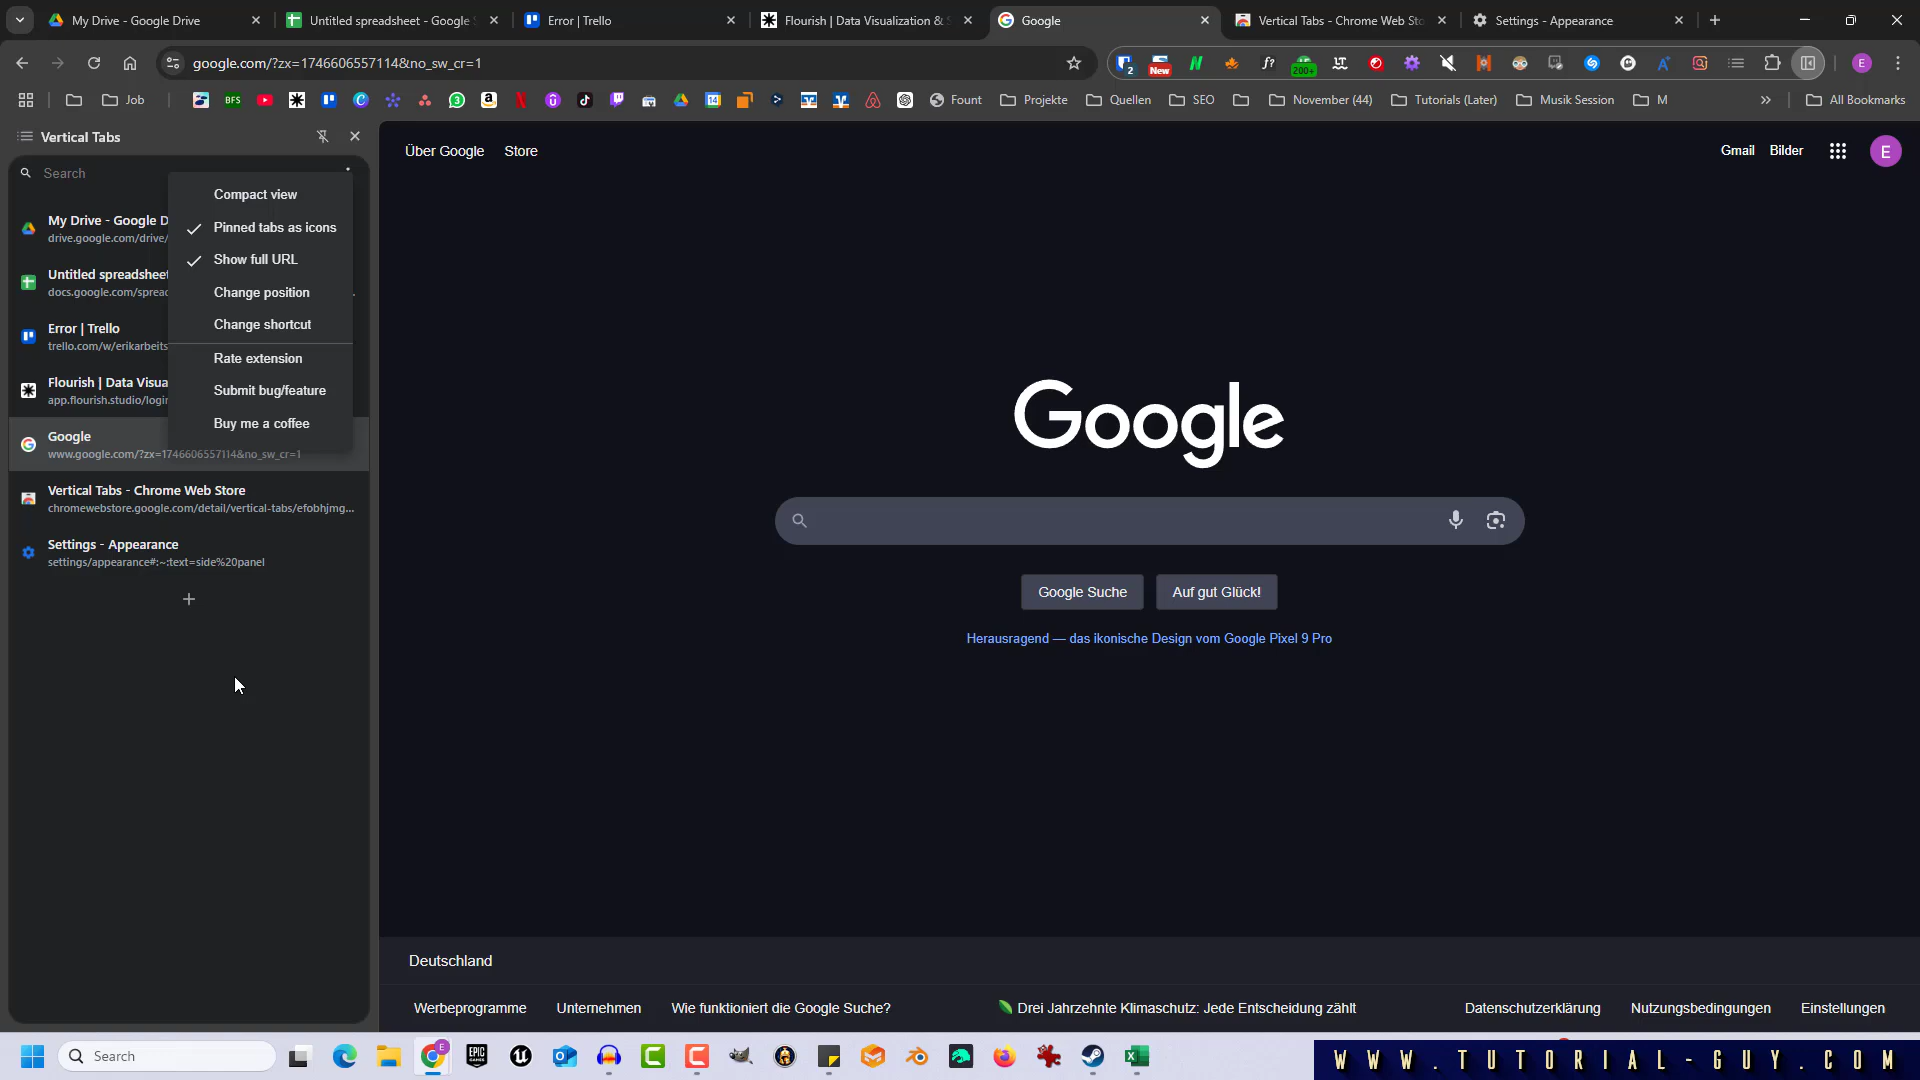 My Drive - Google Drive
Untitled spreadsheet - Google
Error | Trello
Flourish | Data Visualization &
Google
Vertical Tabs - Chrome Web Sto
Settings - Appearance
google.com/?zx=1746606557114&no_sw_cr=1
2
New
f?
200+
E
Job
BFS
3
14
Fount
Projekte
Quellen
SEO
November (44)
Tutorials (Later)
Musik Session
M
All Bookmarks
Vertical Tabs
Search
My Drive - Google D
drive.google.com/drive/
Untitled spreadsheet
docs.google.com/spread
Error | Trello
trello.com/w/erikarbeits
Flourish | Data Visua
app.flourish.studio/login
Google
www.google.com/?zx=1746606557114&no_sw_cr=1
Vertical Tabs - Chrome Web Store
chromewebstore.google.com/detail/vertical-tabs/efobhjmg...
Settings - Appearance
settings/appearance#:~:text=side%20panel
Compact view
Pinned tabs as icons
Show full URL
Change position
Change shortcut
Rate extension
Submit bug/feature
Buy me a coffee
Über Google
Store
Gmail
Bilder
E
Google
Google Suche
Auf gut Glück!
Herausragend — das ikonische Design vom Google Pixel 9 Pro
Deutschland
Werbeprogramme
Unternehmen
Wie funktioniert die Google Suche?
Drei Jahrzehnte Klimaschutz: Jede Entscheidung zählt
Datenschutzerklärung
Nutzungsbedingungen
Einstellungen
Search
E
EPIC
WWW.TUTORIAL-GUY.COM